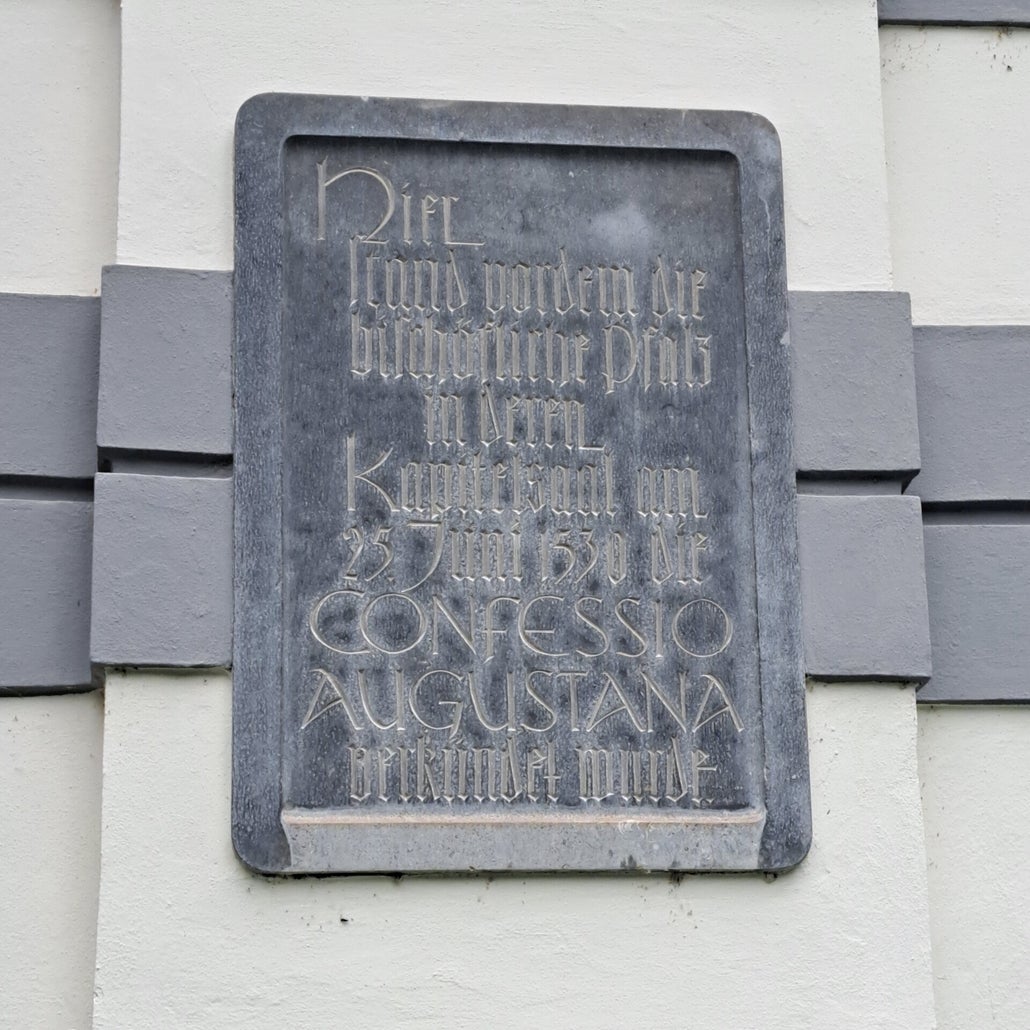 Hier
stand vordem die
bischöfliche Pfalz
in deren
Kapitelsaal am
25. Juni 1530 die
CONFESSIO
AUGUSTANA
verkündet wurde